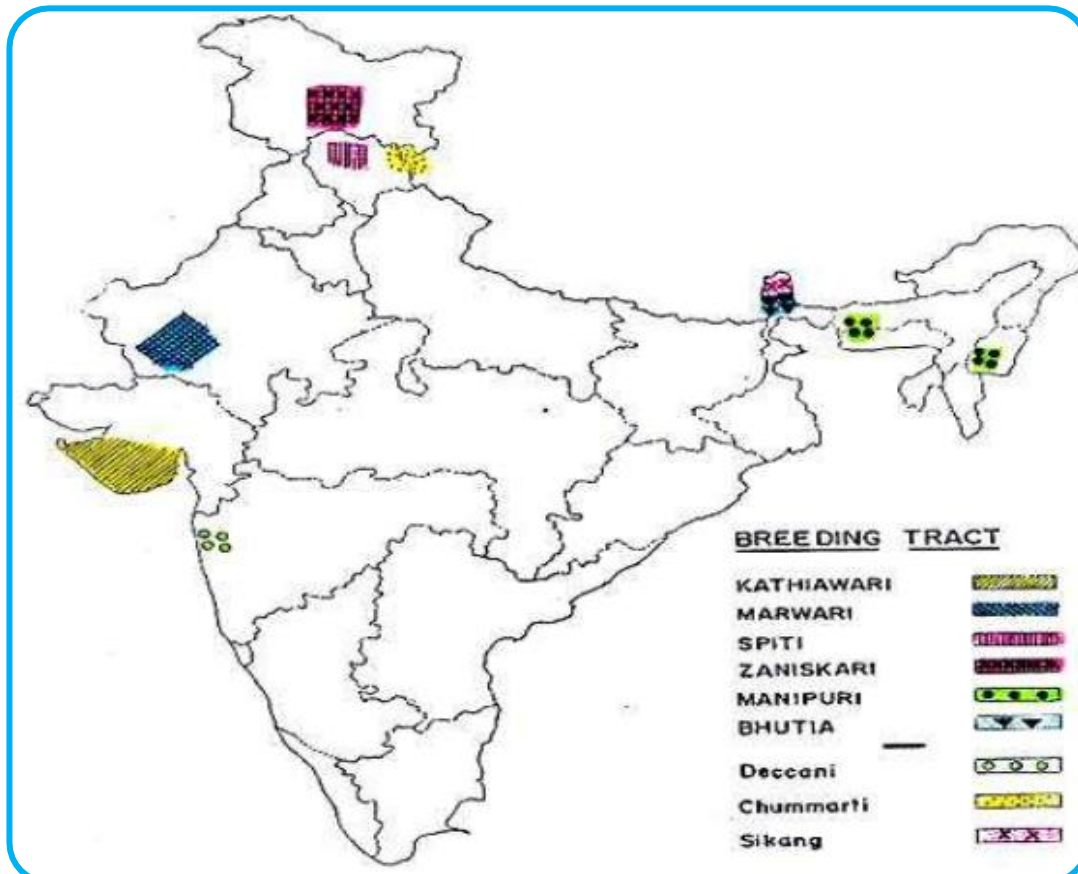 BREEDING TRACT
KATHIAWARI
MARWARI
SPITI
ZANISKARI
MANIPURI
BHUTIA
Deccani
Chummarti
Sikang